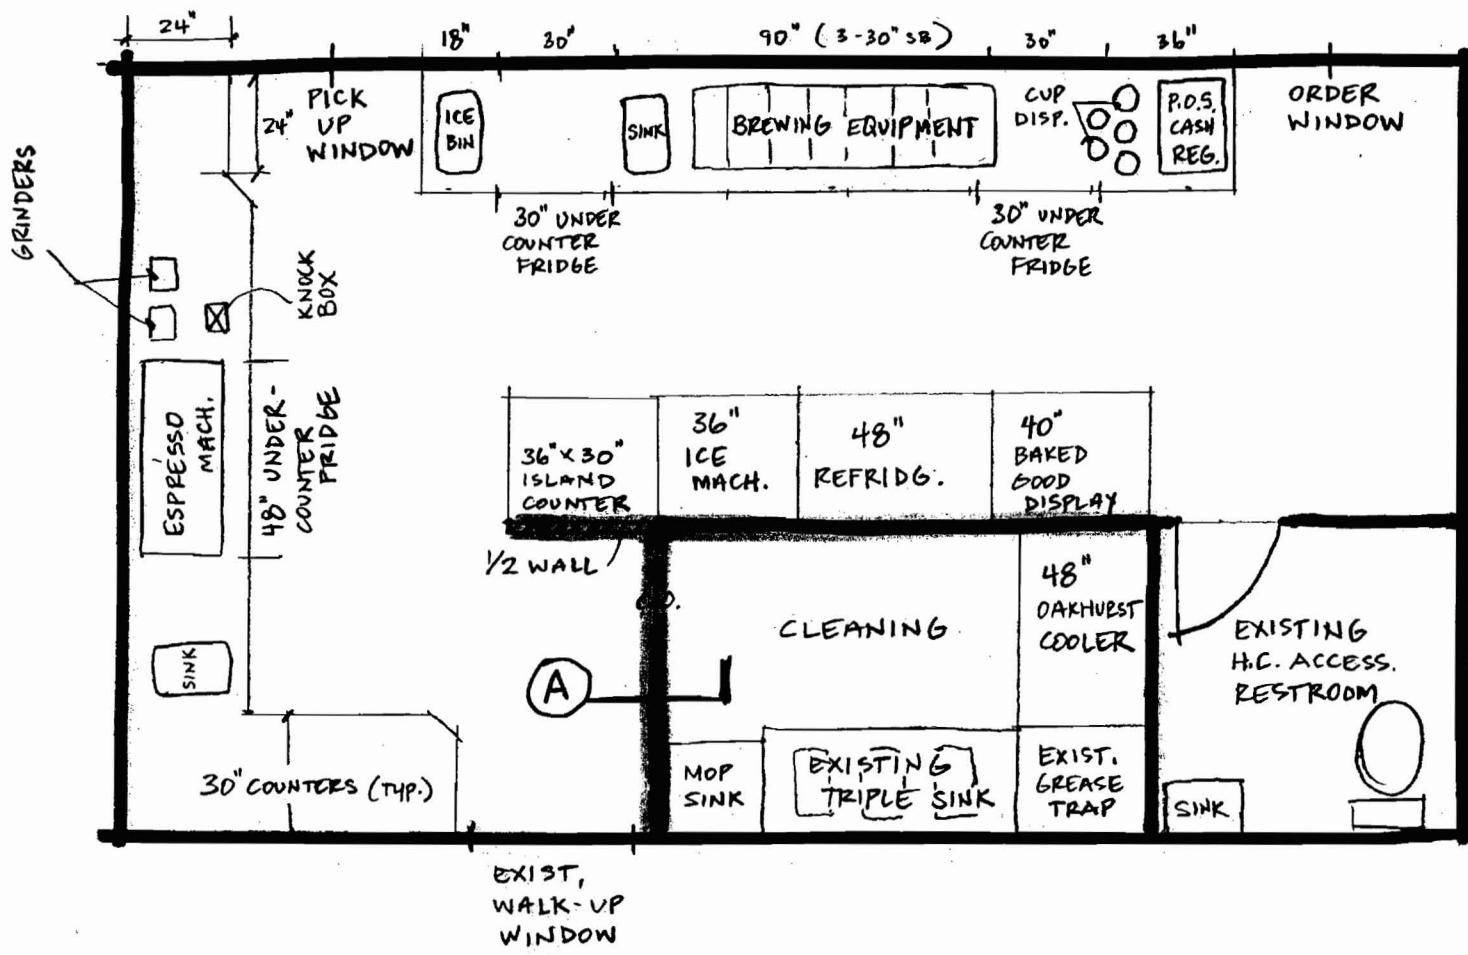 24"
18"
30"
90" (3-30" SB)
30"
36"
24"
PICK
UP
WINDOW
ICE
BIN
SINK
BREWING EQUIPMENT
CUP
DISP.
P.O.S.
CASH
REG.
ORDER
WINDOW
GRINDERS
30" UNDER
COUNTER
FRIDGE
30" UNDER
COUNTER
FRIDGE
KNOCK
BOX
ESPRESSO
MACH.
48" UNDER-
COUNTER
FRIDGE
36" x 30"
ISLAND
COUNTER
36"
ICE
MACH.
48"
REFRIDG.
40"
BAKED
GOOD
DISPLAY
1/2 WALL
CLEANING
48"
OAKHURST
COOLER
EXISTING
H.C. ACCESS.
RESTROOM
SINK
A
30" COUNTERS (TYP.)
MOP
SINK
EXISTING
TRIPLE SINK
EXIST.
GREASE
TRAP
SINK
EXIST,
WALK-UP
WINDOW